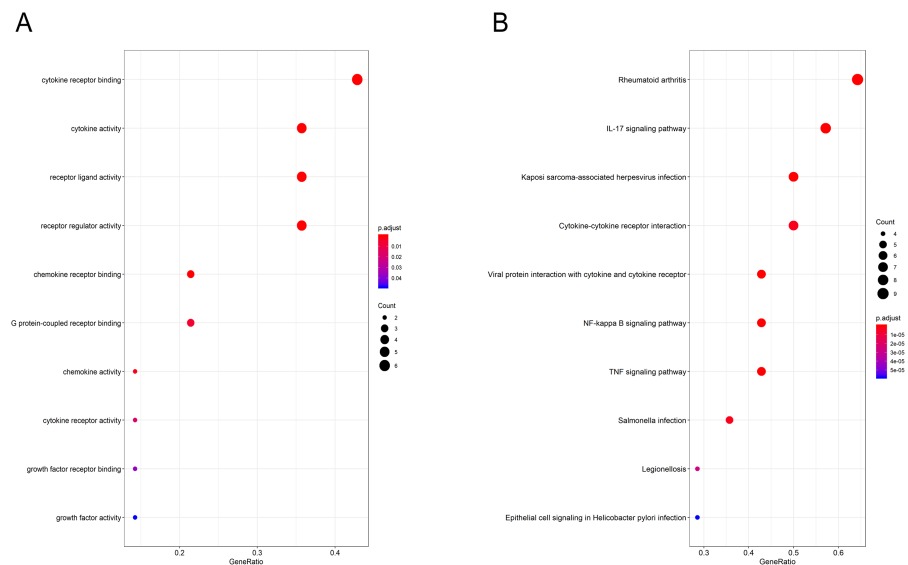 A
cytokine receptor binding
cytokine activity
receptor ligand activity
receptor regulator activity
chemokine receptor binding
G protein-coupled receptor binding
chemokine activity
cytokine receptor activity
growth factor receptor binding
growth factor activity
0.2 0.3 0.4
GeneRatio
p.adjust
0.01
0.02
0.03
0.04
Count
2
3
4
5
6
B
Rheumatoid arthritis
IL-17 signaling pathway
Kaposi sarcoma-associated herpesvirus infection
Cytokine-cytokine receptor interaction
Viral protein interaction with cytokine and cytokine receptor
NF-kappa B signaling pathway
TNF signaling pathway
Salmonella infection
Legionellosis
Epithelial cell signaling in Helicobacter pylori infection
0.3 0.4 0.5 0.6
GeneRatio
Count
4
5
6
7
8
9
p.adjust
1e-05
2e-05
3e-05
4e-05
5e-05